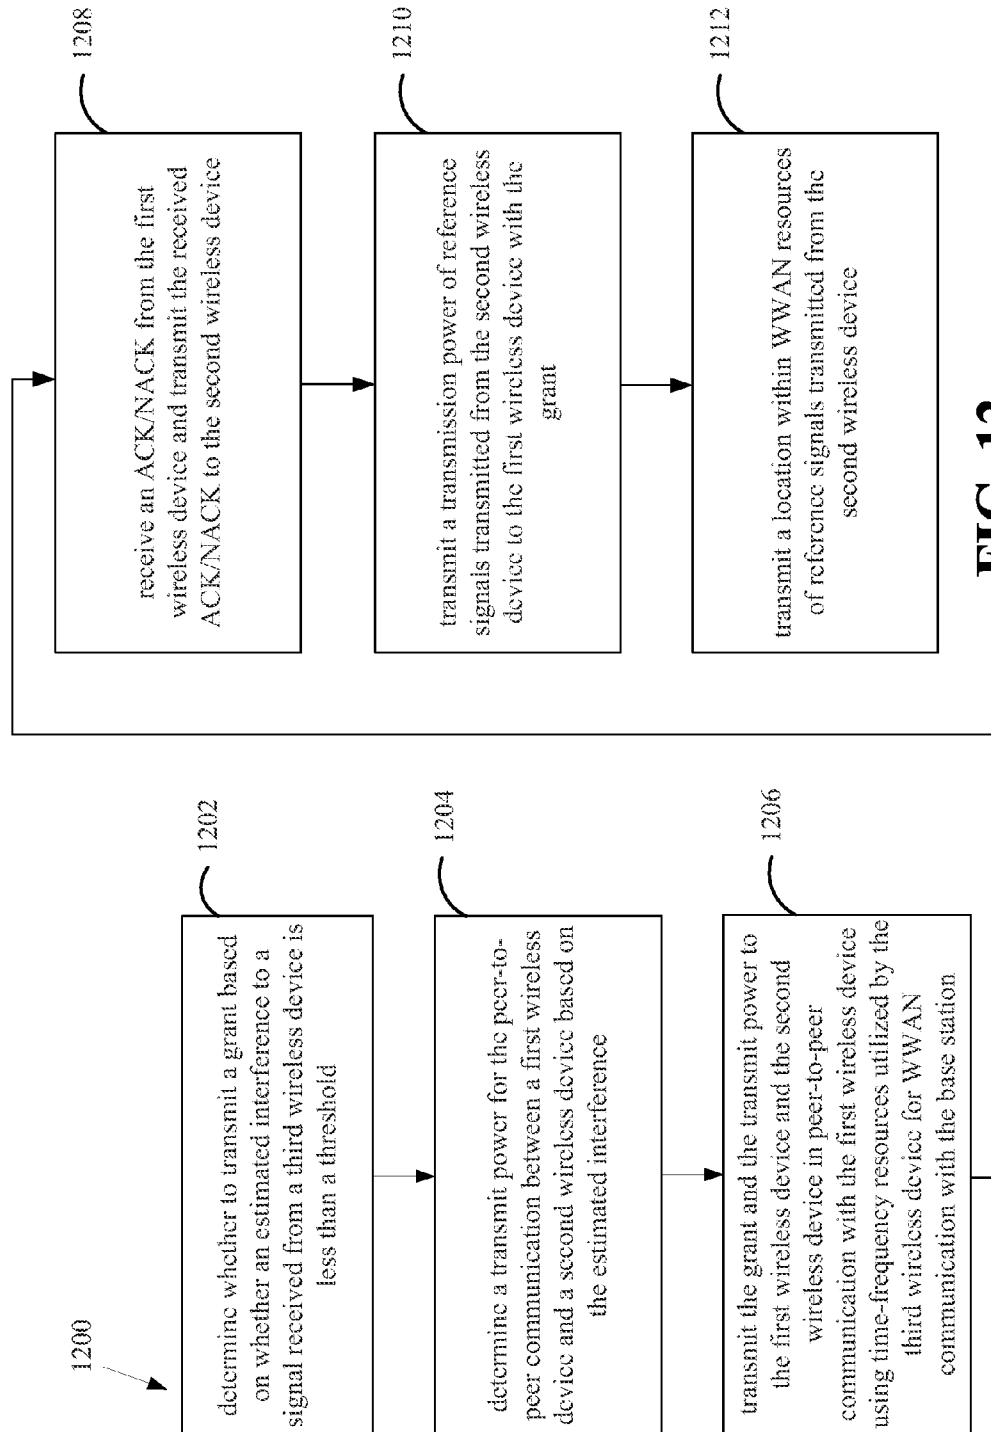 1200
1202
determine whether to transmit a grant based
on whether an estimated interference to a
signal received from a third wireless device is
less than a threshold
1204
determine a transmit power for the peer-to-
peer communication between a first wireless
device and a second wireless device based on
the estimated interference
1206
transmit the grant and the transmit power to
the first wireless device and the second
wireless device in peer-to-peer
communication with the first wireless device
using time-frequency resources utilized by the
third wireless device for WWAN
communication with the base station
1208
receive an ACK/NACK from the first
wireless device and transmit the received
ACK/NACK to the second wireless device
1210
transmit a transmission power of reference
signals transmitted from the second wireless
device to the first wireless device with the
grant
1212
transmit a location within WWAN resources
of reference signals transmitted from the
second wireless device
FIG. 12